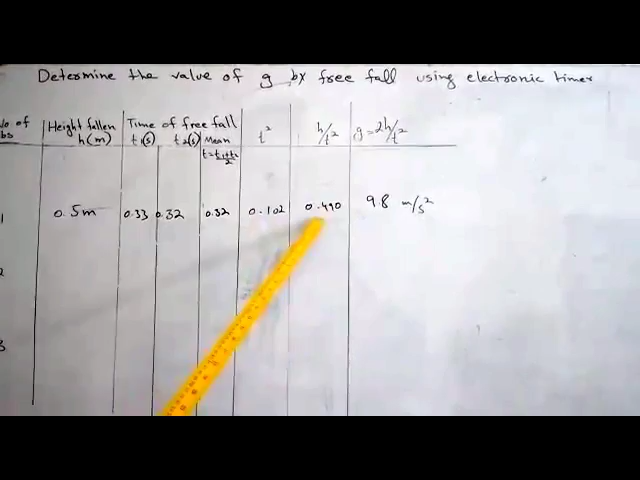 Determine the value of g by free fall using electronic timer
No of Height fallen Time of free fall t² h/t² g=2h/t²
bs h(m) t₁(s) t₂(s) Mean
t=t₁+t₂/2
1 0.5m 0.33 0.32 0.32 0.102 0.490 9.8 m/s²
2
3